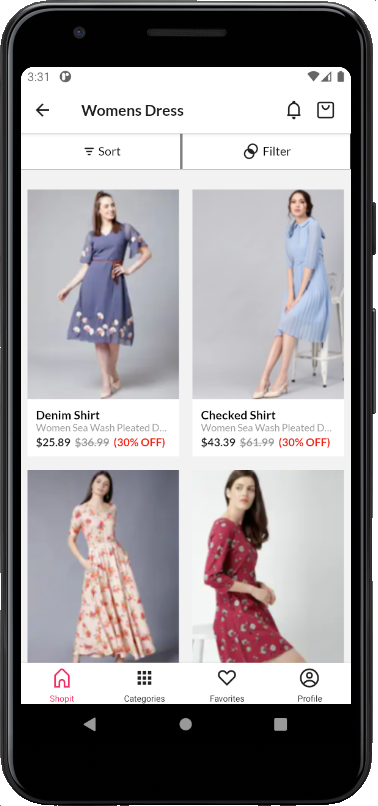 3:31
Womens Dress
Sort
Filter
Denim Shirt
Women Sea Wash Pleated D...
$25.89 $36.99 (30% OFF)
Checked Shirt
Women Sea Wash Pleated D...
$43.39 $61.99 (30% OFF)
Shopit
Categories
Favorites
Profile